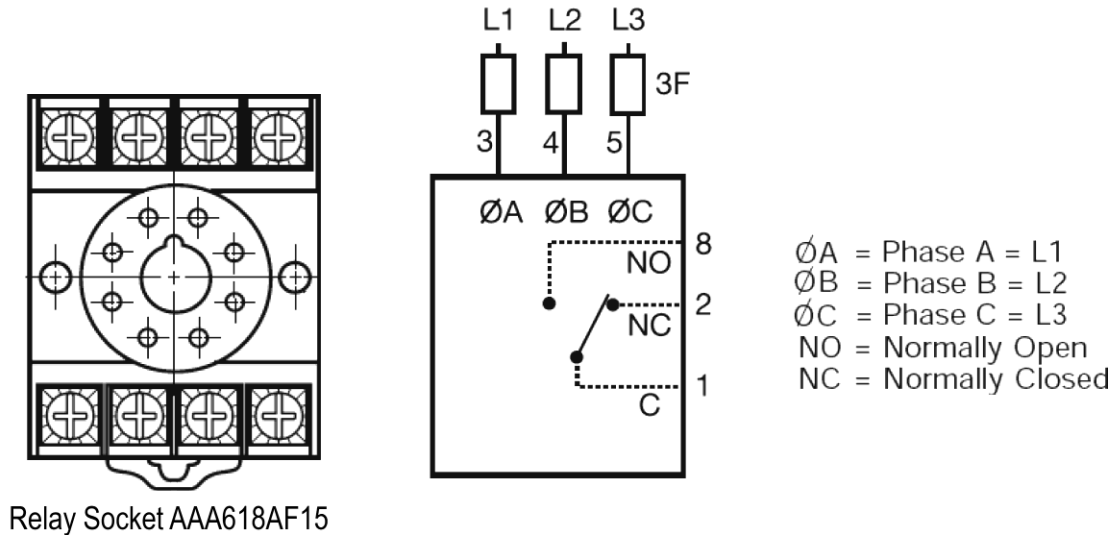 L1 L2 L3
3F
3 4 5
ØA ØB ØC
8
NO
2
NC
1
C
ØA = Phase A = L1
ØB = Phase B = L2
ØC = Phase C = L3
NO = Normally Open
NC = Normally Closed
Relay Socket AAA618AF15